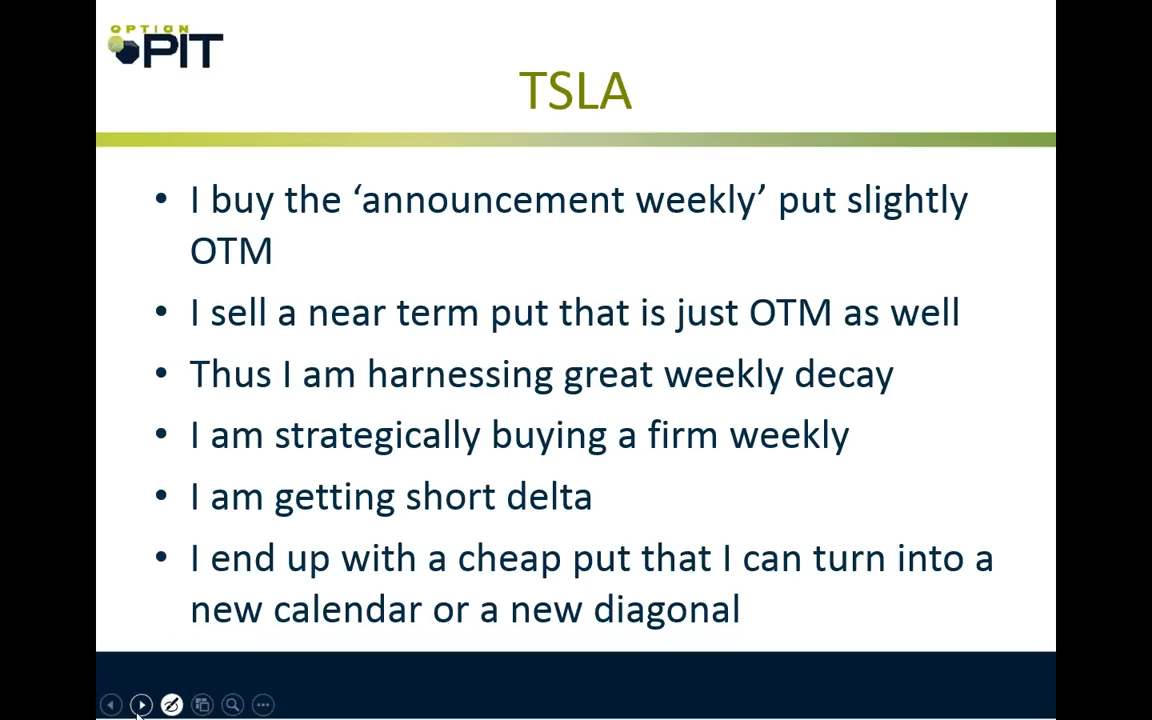 OPTION
PIT
TSLA
• I buy the ‘announcement weekly’ put slightly
OTM
• I sell a near term put that is just OTM as well
• Thus I am harnessing great weekly decay
• I am strategically buying a firm weekly
• I am getting short delta
• I end up with a cheap put that I can turn into a
new calendar or a new diagonal